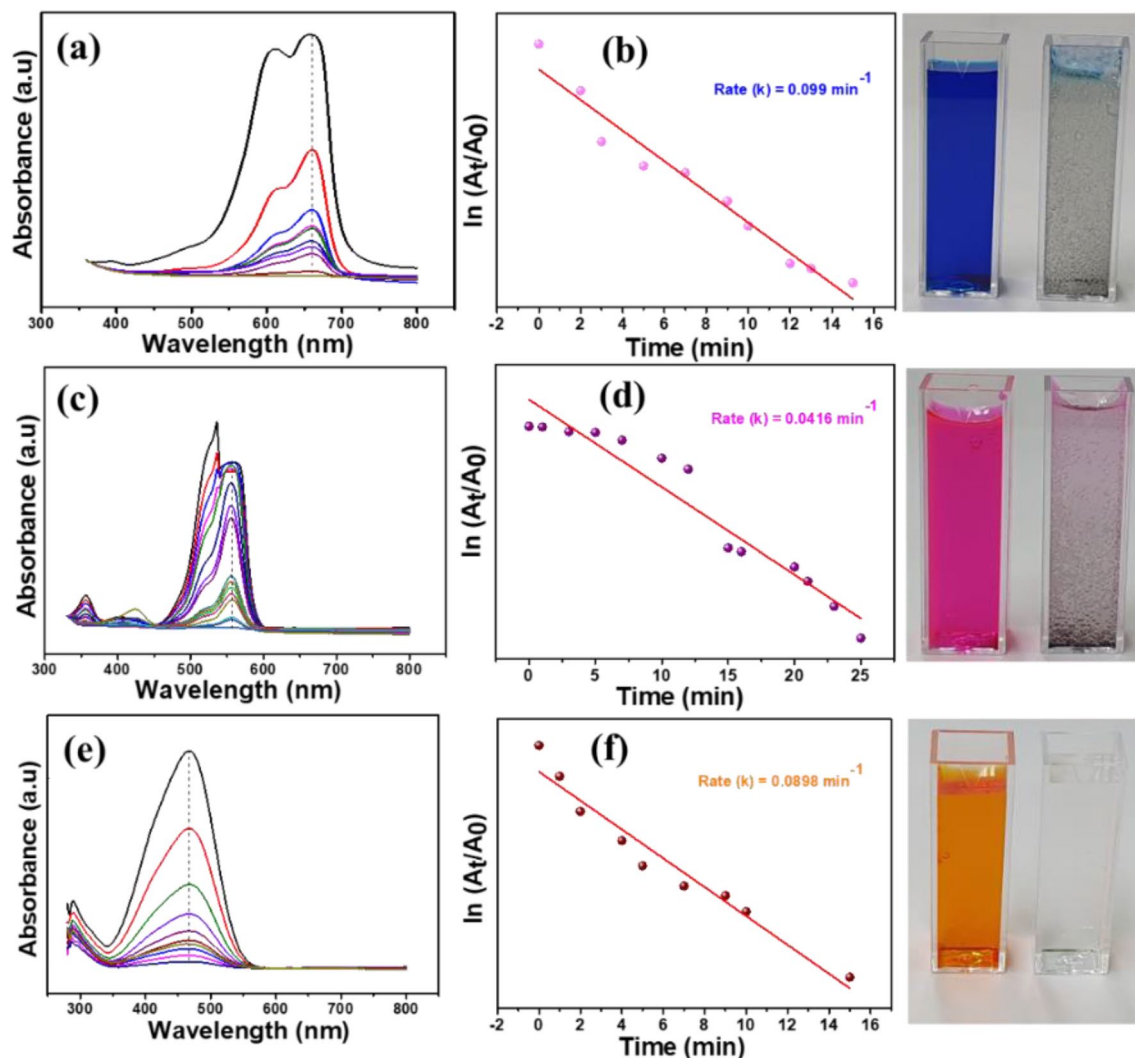 (a)
Absorbance (a.u)
300 400 500 600 700 800
Wavelength (nm)
(b)
Rate (k) = 0.099 min⁻¹
ln (At/A0)
-2 0 2 4 6 8 10 12 14 16
Time (min)
(c)
Absorbance (a.u)
300 400 500 600 700 800
Wavelength (nm)
(d)
Rate (k) = 0.0416 min⁻¹
ln (At/A0)
0 5 10 15 20 25
Time (min)
(e)
Absorbance (a.u)
300 400 500 600 700 800
Wavelength (nm)
(f)
Rate (k) = 0.0898 min⁻¹
ln (At/A0)
-2 0 2 4 6 8 10 12 14 16
Time (min)